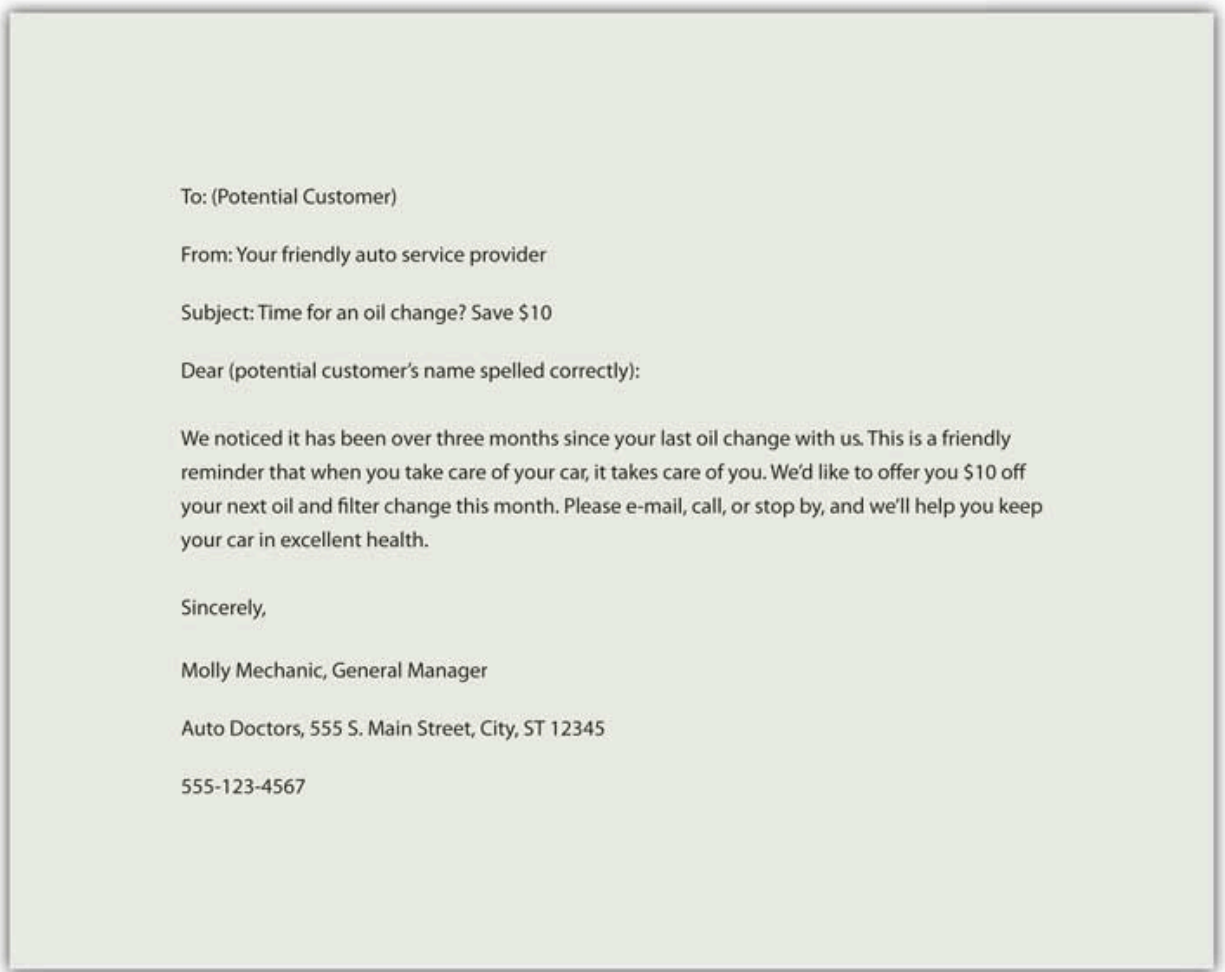 To: (Potential Customer)
From: Your friendly auto service provider
Subject: Time for an oil change? Save $10
Dear (potential customer’s name spelled correctly):
We noticed it has been over three months since your last oil change with us. This is a friendly
reminder that when you take care of your car, it takes care of you. We’d like to offer you $10 off
your next oil and filter change this month. Please e-mail, call, or stop by, and we’ll help you keep
your car in excellent health.
Sincerely,
Molly Mechanic, General Manager
Auto Doctors, 555 S. Main Street, City, ST 12345
555-123-4567